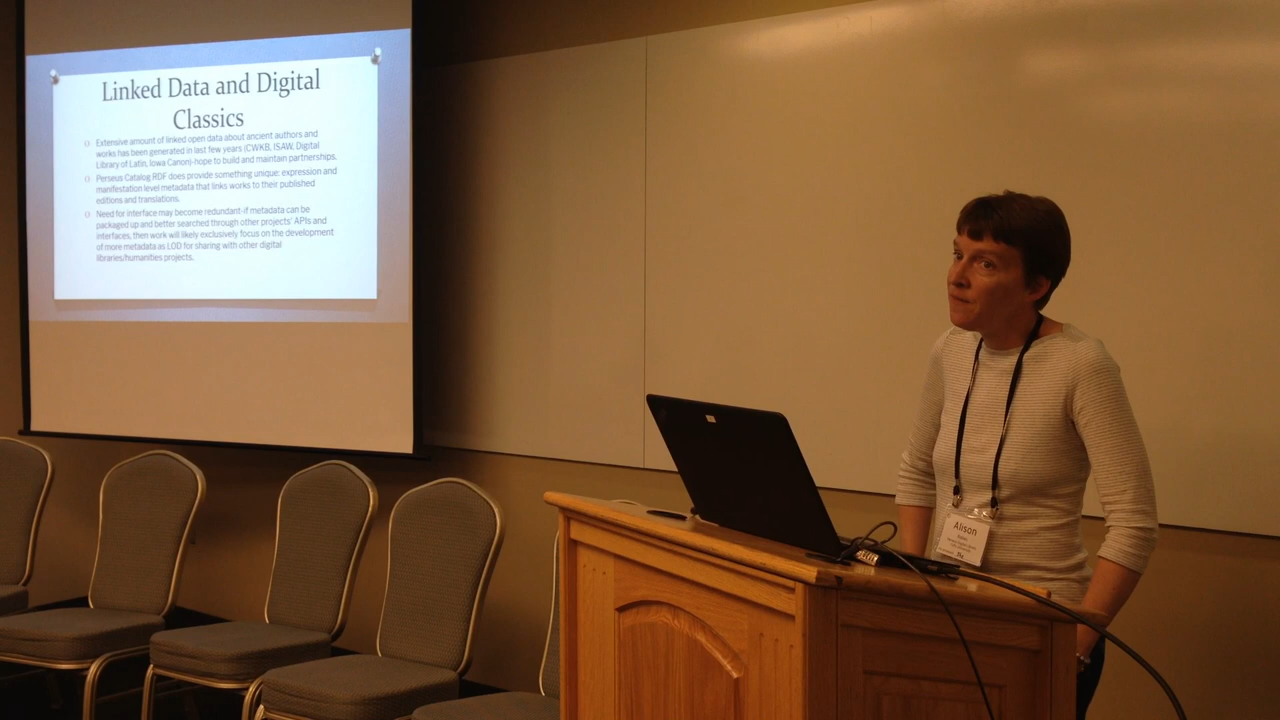 Linked Data and Digital
Classics
Extensive amount of linked open data about ancient authors and
works has been generated in last few years (CWKB, ISAW, Digital
Library of Latin, Iowa Canon)-hope to build and maintain partnerships.
Perseus Catalog RDF does provide something unique: expression and
manifestation level metadata that links works to their published
editions and translations.
Need for interface may become redundant-if metadata can be
packaged up and better searched through other projects' APIs and
interfaces, then work will likely exclusively focus on the development
of more metadata as LOD for sharing with other digital
libraries/humanities projects.
Alison